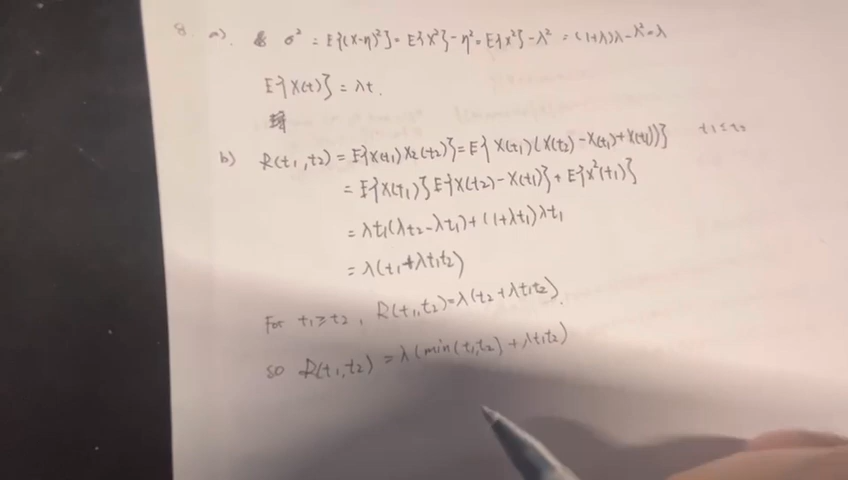 8. a). σ² = E{(X-η)²} = E{X²} - η² = E{X²} - λ² = (1+λ)λ - λ² = λ
E{X(t)} = λt.
b) R(t₁,t₂) = E{X(t₁)X₂(t₂)} = E{X(t₁)(X(t₂)-X(t₁)+X(t₁))} t₁≤t₂
= E{X(t₁)}E{X(t₂)-X(t₁)} + E{X²(t₁)}
= λt₁(λt₂-λt₁)+(1+λt₁)λt₁
= λ(t₁+λt₁t₂)
For t₁≥t₂, R(t₁,t₂)=λ(t₂+λt₁t₂).
so R(t₁,t₂) = λ(min(t₁,t₂)+λt₁t₂)